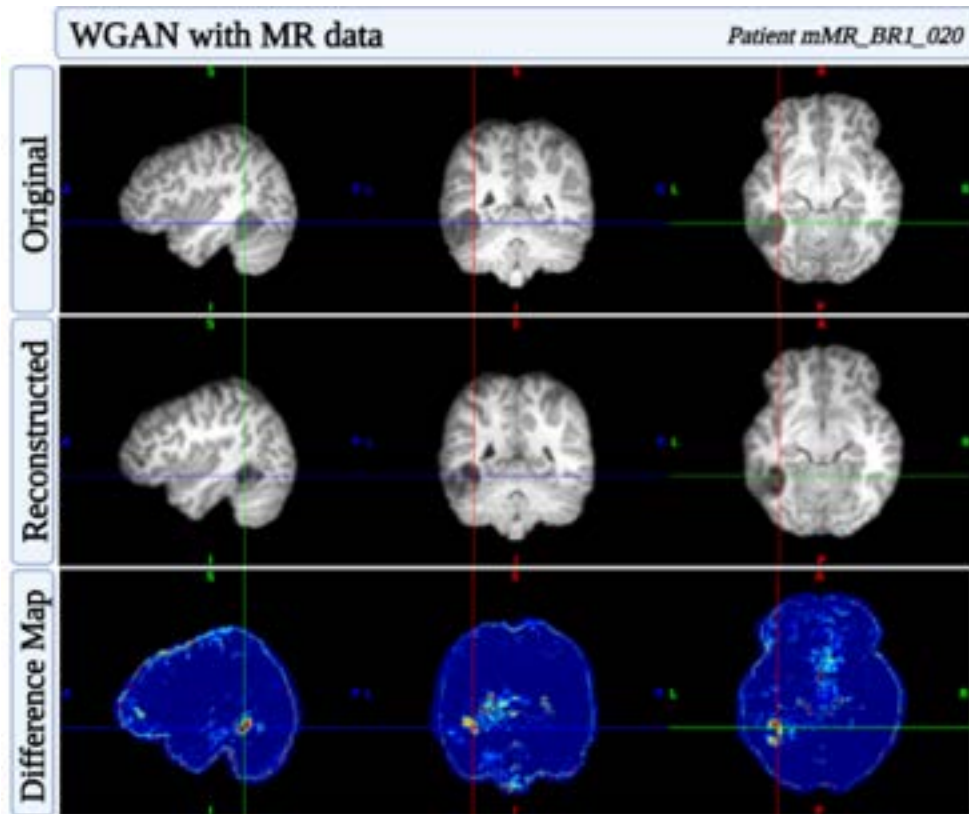 WGAN with MR data
Patient mMR_BR1_020
Original
Reconstructed
Difference Map